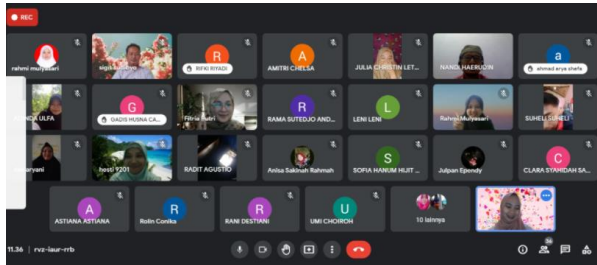 REC
rahmi mulyasari
R
RIFKI RIYADI
A
AMITRI CHELSA
JULIA CHRISTIN LET...
NANDI HAERUDIN
a
ahmad arya shafa
ULFA
G
GADIS HUSNA CA...
Fitria Putri
R
RAMA SUTEDJO AND...
L
LENI LENI
Rahmi Mulyasari
SUHELI SUHELI
hosti 9201
RADIT AGUSTIO
Anisa Sakinah Rahmah
S
SOFIA HANUM HIJIT ...
Julpan Ependy
C
CLARA SYAHIDAH SA...
A
ASTIANA ASTIANA
R
Rolin Conika
R
RANI DESTIANI
U
UMI CHOIROH
10 lainnya
11.36 | rvz-iaur-rrb